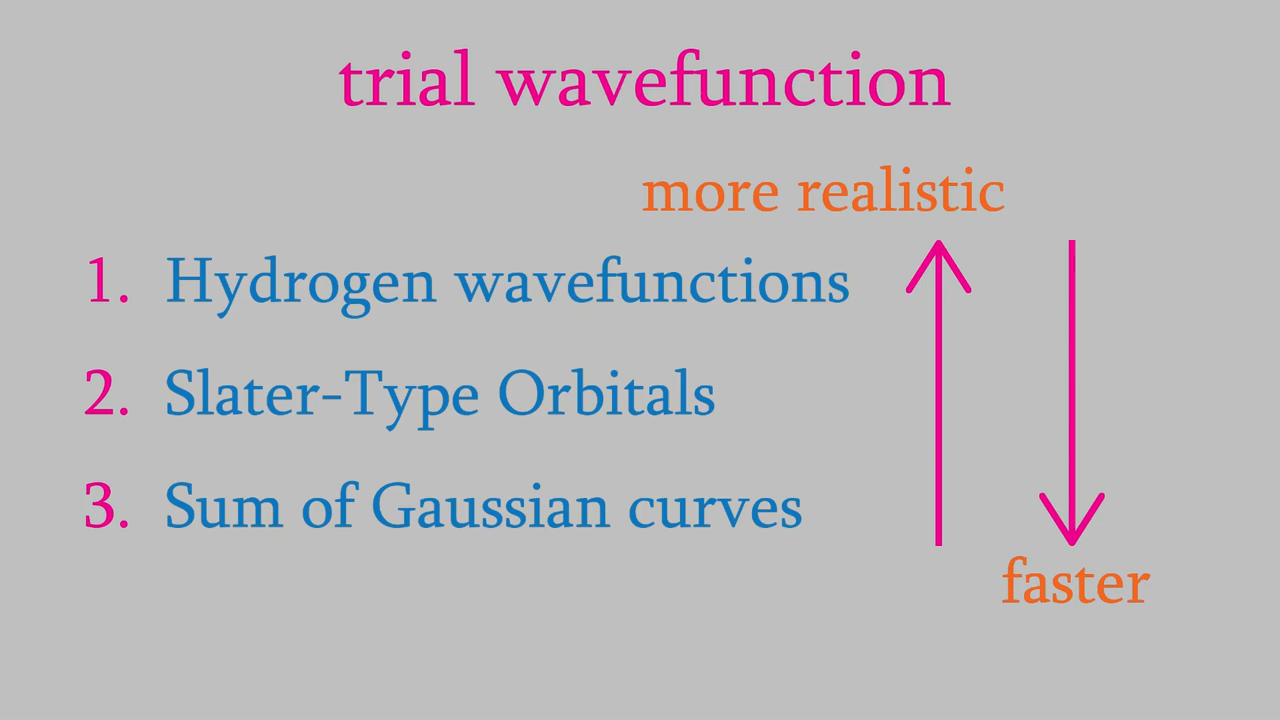 trial wavefunction
more realistic
1. Hydrogen wavefunctions
2. Slater-Type Orbitals
3. Sum of Gaussian curves
faster